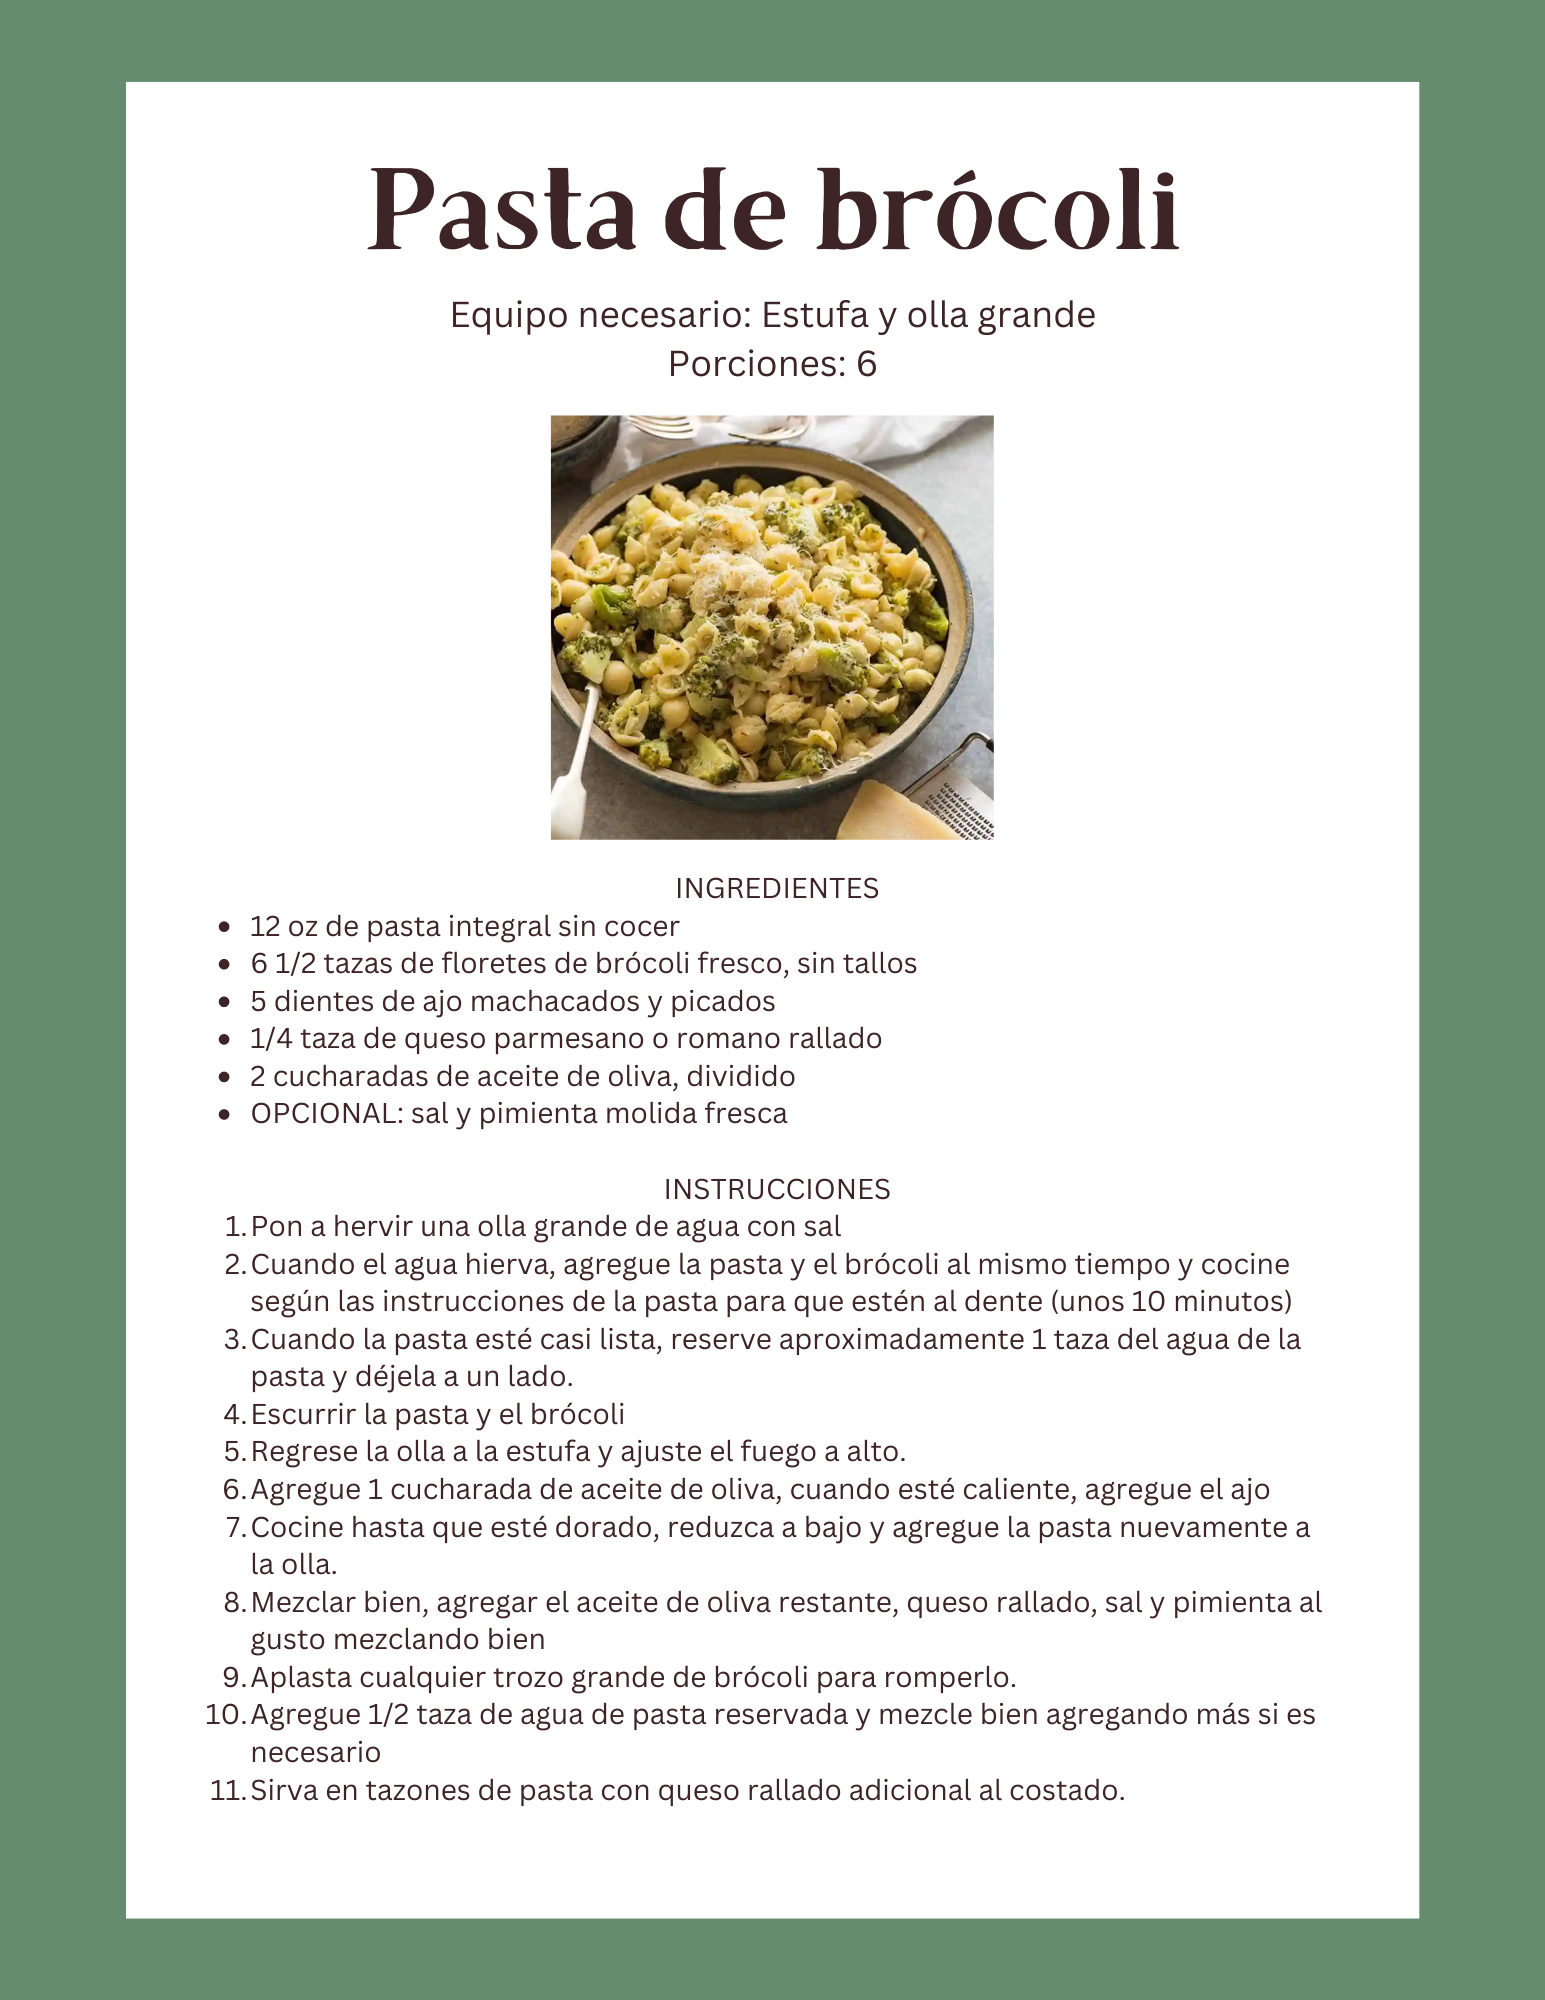 Pasta de brócoli
Equipo necesario: Estufa y olla grande
Porciones: 6
INGREDIENTES
• 12 oz de pasta integral sin cocer
• 6 1/2 tazas de floretes de brócoli fresco, sin tallos
• 5 dientes de ajo machacados y picados
• 1/4 taza de queso parmesano o romano rallado
• 2 cucharadas de aceite de oliva, dividido
• OPCIONAL: sal y pimienta molida fresca
INSTRUCCIONES
1. Pon a hervir una olla grande de agua con sal
2. Cuando el agua hierva, agregue la pasta y el brócoli al mismo tiempo y cocine
según las instrucciones de la pasta para que estén al dente (unos 10 minutos)
3. Cuando la pasta esté casi lista, reserve aproximadamente 1 taza del agua de la
pasta y déjela a un lado.
4. Escurrir la pasta y el brócoli
5. Regrese la olla a la estufa y ajuste el fuego a alto.
6. Agregue 1 cucharada de aceite de oliva, cuando esté caliente, agregue el ajo
7. Cocine hasta que esté dorado, reduzca a bajo y agregue la pasta nuevamente a
la olla.
8. Mezclar bien, agregar el aceite de oliva restante, queso rallado, sal y pimienta al
gusto mezclando bien
9. Aplasta cualquier trozo grande de brócoli para romperlo.
10. Agregue 1/2 taza de agua de pasta reservada y mezcle bien agregando más si es
necesario
11. Sirva en tazones de pasta con queso rallado adicional al costado.